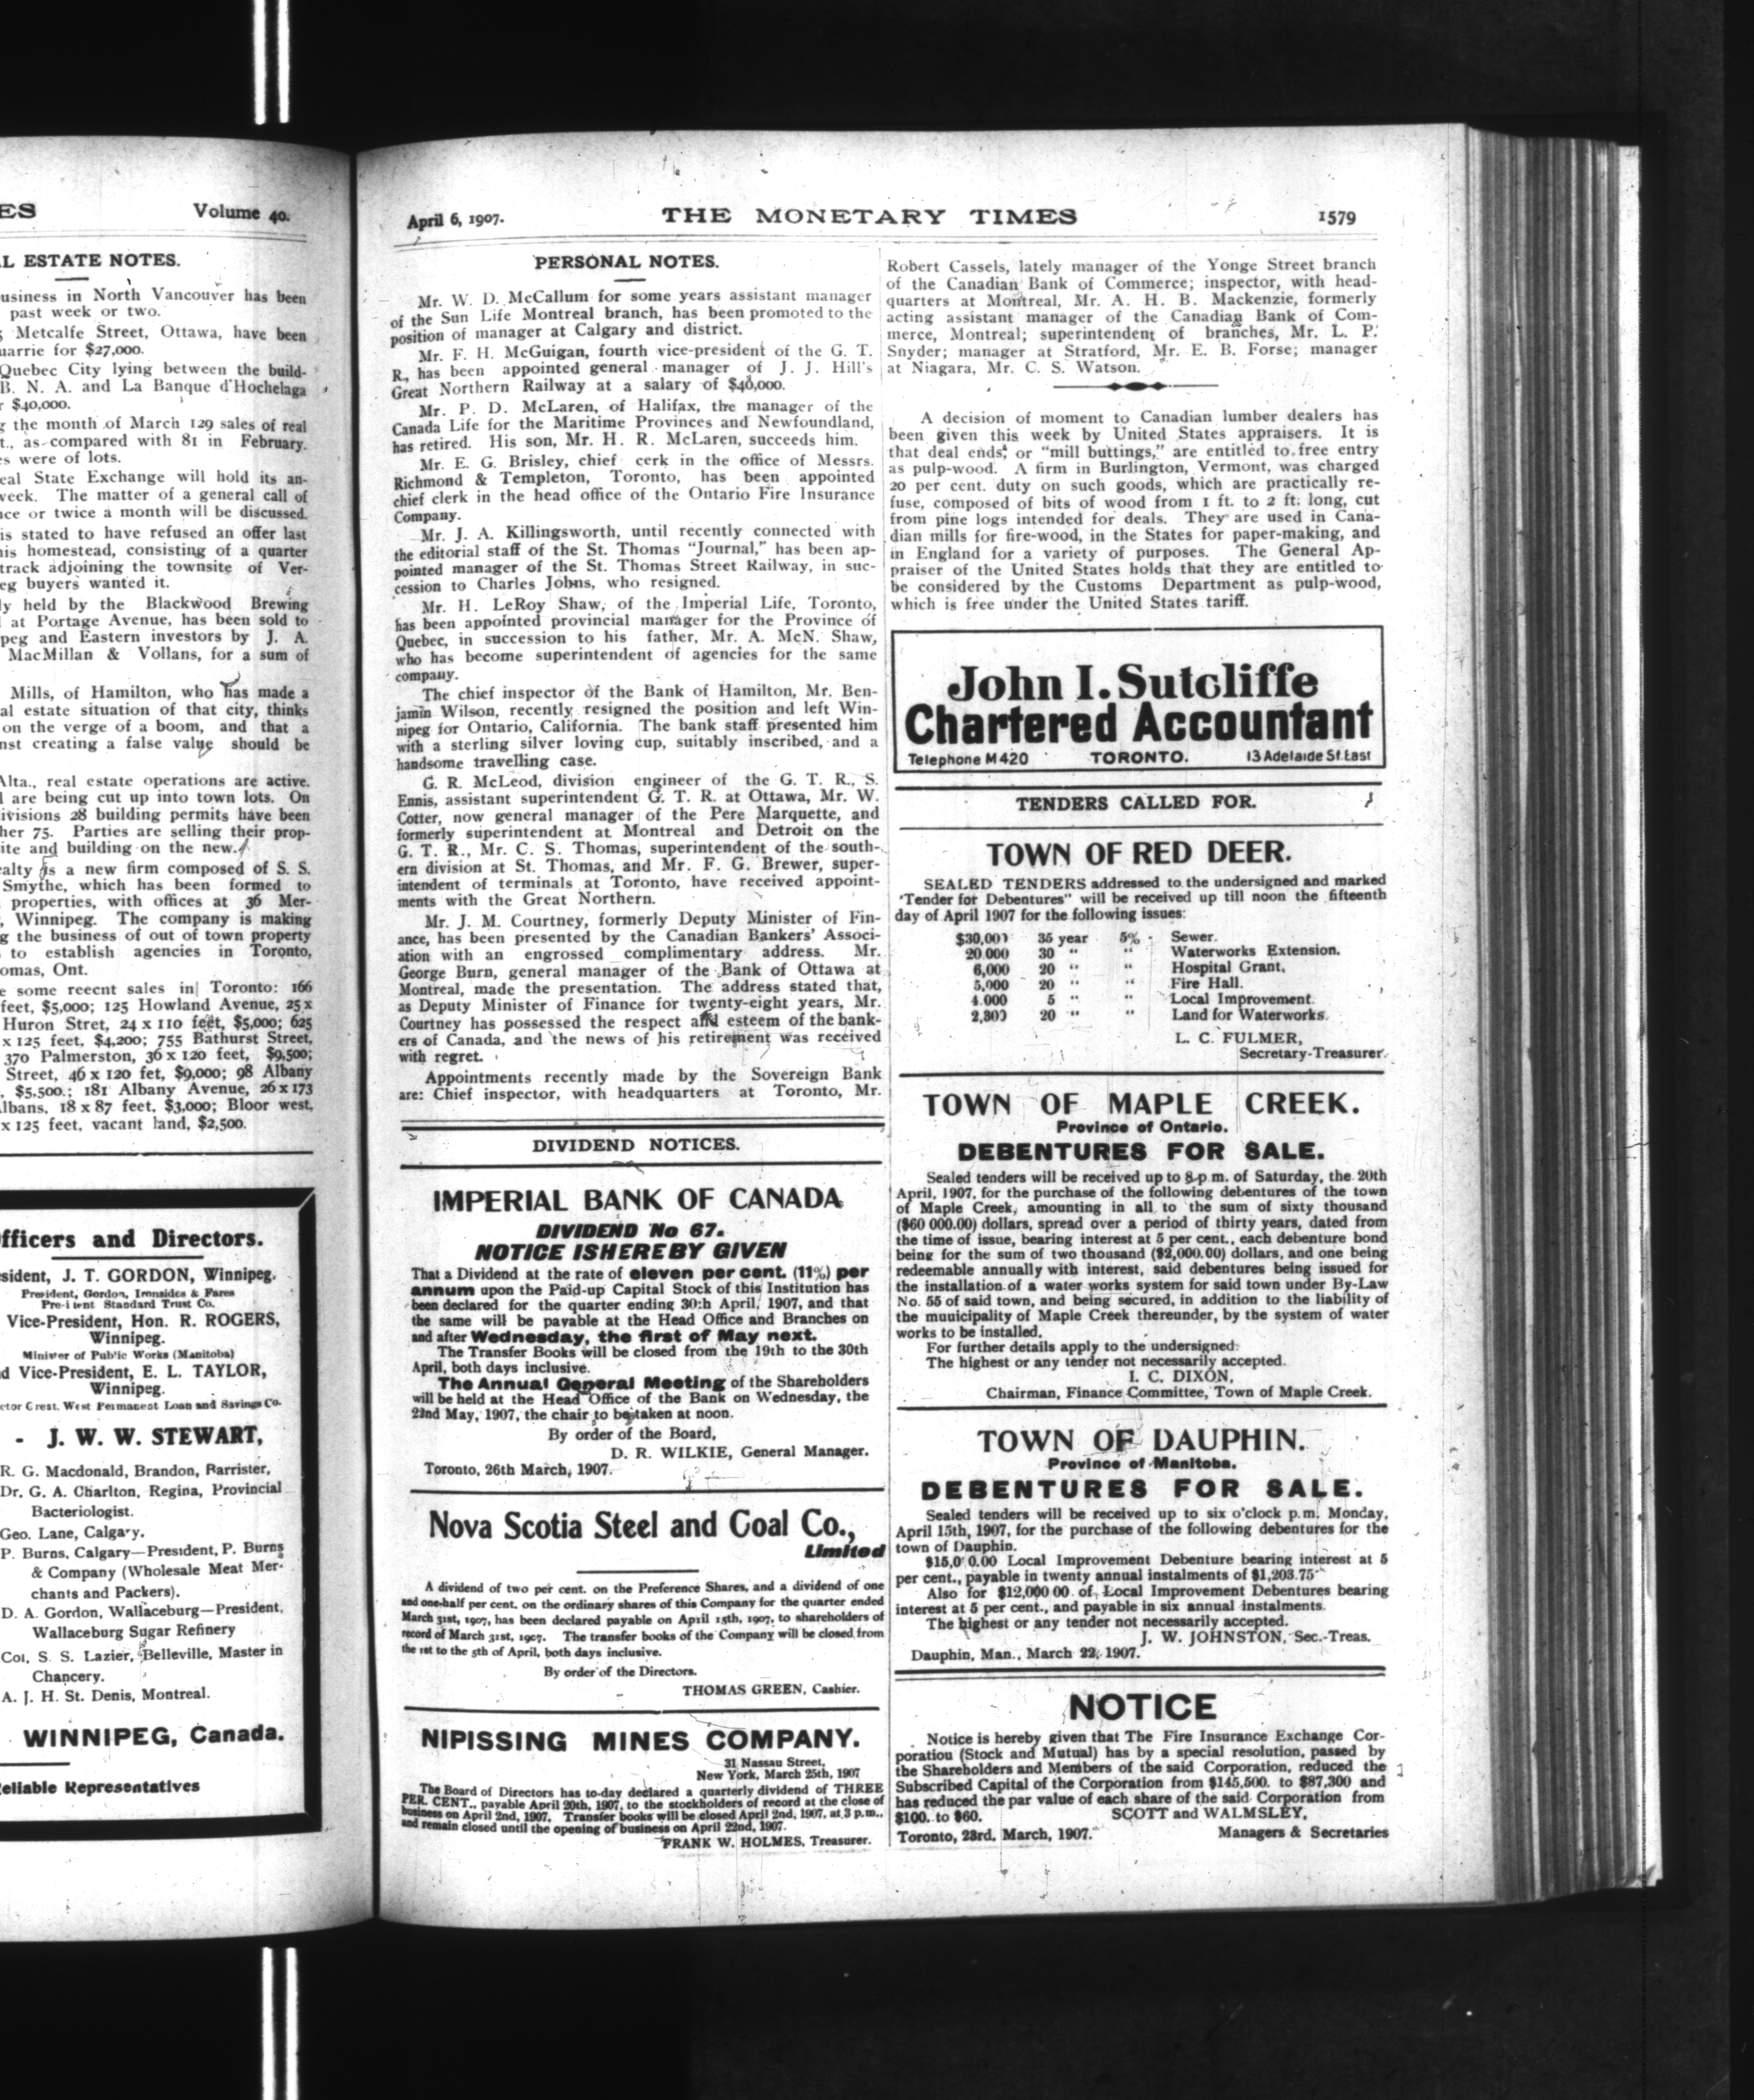 ES Volume 40.
L ESTATE NOTES.
usiness in North Vancouver has been
past week or two.
Metcalfe Street, Ottawa, have been
uarrie for $27,000.
Quebec City lying between the build-
B. N. A. and La Banque d'Hochelaga
r $40,000.
g the month of March 129 sales of real
t., as compared with 81 in February.
es were of lots.
eal State Exchange will hold its an-
week. The matter of a general call of
nce or twice a month will be discussed.
is stated to have refused an offer last
his homestead, consisting of a quarter
track adjoining the townsite of Ver-
eg buyers wanted it.
ly held by the Blackwood Brewing
at Portage Avenue, has been sold to
peg and Eastern investors by J. A.
MacMillan & Vollans, for a sum of
Mills, of Hamilton, who has made a
al estate situation of that city, thinks
on the verge of a boom, and that a
nst creating a false value should be
Alta., real estate operations are active.
l are being cut up into town lots. On
ivisions 28 building permits have been
her 75. Parties are selling their prop-
ite and building on the new.
ealty is a new firm composed of S. S.
Smythe, which has been formed to
properties, with offices at 36 Mer-
, Winnipeg. The company is making
g the business of out of town property
to establish agencies in Toronto,
omas, Ont.
e some reecnt sales in Toronto: 166
feet, $5,000; 125 Howland Avenue, 25 x
Huron Stret, 24 x 110 feet, $5,000; 625
x 125 feet, $4,200; 755 Bathurst Street,
370 Palmerston, 36 x 120 feet, $9,500;
Street, 46 x 120 fet, $9,000; 98 Albany
, $5,500.; 181 Albany Avenue, 26 x 173
lbans, 18 x 87 feet, $3,000; Bloor west,
x 125 feet, vacant land, $2,500.
fficers and Directors.
sident, J. T. GORDON, Winnipeg.
President, Gordon, Ironsides & Fares
President Standard Trust Co.
Vice-President, Hon. R. ROGERS,
Winnipeg.
Minister of Public Works (Manitoba)
d Vice-President, E. L. TAYLOR,
Winnipeg.
ctor Great West Permanent Loan and Savings Co.
- J. W. W. STEWART,
R. G. Macdonald, Brandon, Barrister,
Dr. G. A. Charlton, Regina, Provincial
Bacteriologist.
Geo. Lane, Calgary.
P. Burns, Calgary—President, P. Burns
& Company (Wholesale Meat Mer-
chants and Packers).
D. A. Gordon, Wallaceburg—President,
Wallaceburg Sugar Refinery
Col, S. S. Lazier, Belleville, Master in
Chancery.
A. J. H. St. Denis, Montreal.
WINNIPEG, Canada.
eliable Representatives
April 6, 1907. THE MONETARY TIMES 1579
PERSONAL NOTES.
Mr. W. D. McCallum for some years assistant manager
of the Sun Life Montreal branch, has been promoted to the
position of manager at Calgary and district.
Mr. F. H. McGuigan, fourth vice-president of the G. T.
R., has been appointed general manager of J. J. Hill's
Great Northern Railway at a salary of $40,000.
Mr. P. D. McLaren, of Halifax, the manager of the
Canada Life for the Maritime Provinces and Newfoundland,
has retired. His son, Mr. H. R. McLaren, succeeds him.
Mr. E. G. Brisley, chief cerk in the office of Messrs.
Richmond & Templeton, Toronto, has been appointed
chief clerk in the head office of the Ontario Fire Insurance
Company.
Mr. J. A. Killingsworth, until recently connected with
the editorial staff of the St. Thomas "Journal," has been ap-
pointed manager of the St. Thomas Street Railway, in suc-
cession to Charles Johns, who resigned.
Mr. H. LeRoy Shaw, of the Imperial Life, Toronto,
has been appointed provincial manager for the Province of
Quebec, in succession to his father, Mr. A. McN. Shaw,
who has become superintendent of agencies for the same
company.
The chief inspector of the Bank of Hamilton, Mr. Ben-
jamin Wilson, recently resigned the position and left Win-
nipeg for Ontario, California. The bank staff presented him
with a sterling silver loving cup, suitably inscribed, and a
handsome travelling case.
G. R. McLeod, division engineer of the G. T. R., S.
Ennis, assistant superintendent G. T. R. at Ottawa, Mr. W.
Cotter, now general manager of the Pere Marquette, and
formerly superintendent at Montreal and Detroit on the
G. T. R., Mr. C. S. Thomas, superintendent of the south-
ern division at St. Thomas, and Mr. F. G. Brewer, super-
intendent of terminals at Toronto, have received appoint-
ments with the Great Northern.
Mr. J. M. Courtney, formerly Deputy Minister of Fin-
ance, has been presented by the Canadian Bankers' Associ-
ation with an engrossed complimentary address. Mr.
George Burn, general manager of the Bank of Ottawa at
Montreal, made the presentation. The address stated that,
as Deputy Minister of Finance for twenty-eight years, Mr.
Courtney has possessed the respect and esteem of the bank-
ers of Canada, and the news of his retirement was received
with regret.
Appointments recently made by the Sovereign Bank
are: Chief inspector, with headquarters at Toronto, Mr.
DIVIDEND NOTICES.
IMPERIAL BANK OF CANADA
DIVIDEND No 67.
NOTICE IS HEREBY GIVEN
That a Dividend at the rate of eleven per cent. (11%) per
annum upon the Paid-up Capital Stock of this Institution has
been declared for the quarter ending 30th April, 1907, and that
the same will be payable at the Head Office and Branches on
and after Wednesday, the first of May next.
The Transfer Books will be closed from the 19th to the 30th
April, both days inclusive.
The Annual General Meeting of the Shareholders
will be held at the Head Office of the Bank on Wednesday, the
22nd May, 1907, the chair to be taken at noon.
By order of the Board,
D. R. WILKIE, General Manager.
Toronto, 26th March, 1907.
Nova Scotia Steel and Coal Co.,
Limited
A dividend of two per cent. on the Preference Shares, and a dividend of one
and one-half per cent. on the ordinary shares of this Company for the quarter ended
March 31st, 1907, has been declared payable on April 15th, 1907, to shareholders of
record of March 31st, 1907. The transfer books of the Company will be closed from
the 1st to the 5th of April, both days inclusive.
By order of the Directors.
THOMAS GREEN, Cashier.
NIPISSING MINES COMPANY.
31 Nassau Street,
New York, March 25th, 1907
The Board of Directors has to-day declared a quarterly dividend of THREE
PER. CENT., payable April 20th, 1907, to the stockholders of record at the close of
business on April 2nd, 1907. Transfer books will be closed April 2nd, 1907, at 3 p.m.,
and remain closed until the opening of business on April 22nd, 1907.
FRANK W. HOLMES, Treasurer.
Robert Cassels, lately manager of the Yonge Street branch
of the Canadian Bank of Commerce; inspector, with head-
quarters at Montreal, Mr. A. H. B. Mackenzie, formerly
acting assistant manager of the Canadian Bank of Com-
merce, Montreal; superintendent of branches, Mr. L. P.
Snyder; manager at Stratford, Mr. E. B. Forse; manager
at Niagara, Mr. C. S. Watson.
A decision of moment to Canadian lumber dealers has
been given this week by United States appraisers. It is
that deal ends, or "mill buttings," are entitled to free entry
as pulp-wood. A firm in Burlington, Vermont, was charged
20 per cent. duty on such goods, which are practically re-
fuse, composed of bits of wood from 1 ft. to 2 ft. long, cut
from pine logs intended for deals. They are used in Cana-
dian mills for fire-wood, in the States for paper-making, and
in England for a variety of purposes. The General Ap-
praiser of the United States holds that they are entitled to
be considered by the Customs Department as pulp-wood,
which is free under the United States tariff.
John I. Sutcliffe
Chartered Accountant
Telephone M 420 TORONTO. 13 Adelaide St. East
TENDERS CALLED FOR.
TOWN OF RED DEER.
SEALED TENDERS addressed to the undersigned and marked
'Tender for Debentures" will be received up till noon the fifteenth
day of April 1907 for the following issues:
$30,000 35 year 5% Sewer.
20,000 30 " " Waterworks Extension.
6,000 20 " " Hospital Grant,
5,000 20 " " Fire Hall.
4,000 5 " " Local Improvement.
2,300 20 " " Land for Waterworks.
L. C. FULMER,
Secretary-Treasurer.
TOWN OF MAPLE CREEK.
Province of Ontario.
DEBENTURES FOR SALE.
Sealed tenders will be received up to 8 p.m. of Saturday, the 20th
April, 1907, for the purchase of the following debentures of the town
of Maple Creek, amounting in all to the sum of sixty thousand
($60 000.00) dollars, spread over a period of thirty years, dated from
the time of issue, bearing interest at 5 per cent., each debenture bond
being for the sum of two thousand ($2,000.00) dollars, and one being
redeemable annually with interest, said debentures being issued for
the installation of a water works system for said town under By-Law
No. 55 of said town, and being secured, in addition to the liability of
the municipality of Maple Creek thereunder, by the system of water
works to be installed.
For further details apply to the undersigned.
The highest or any tender not necessarily accepted.
I. C. DIXON,
Chairman, Finance Committee, Town of Maple Creek.
TOWN OF DAUPHIN.
Province of Manitoba.
DEBENTURES FOR SALE.
Sealed tenders will be received up to six o'clock p.m. Monday,
April 15th, 1907, for the purchase of the following debentures for the
town of Dauphin.
$15,000.00 Local Improvement Debenture bearing interest at 5
per cent., payable in twenty annual instalments of $1,203.75
Also for $12,000 00 of Local Improvement Debentures bearing
interest at 5 per cent., and payable in six annual instalments.
The highest or any tender not necessarily accepted.
J. W. JOHNSTON, Sec.-Treas.
Dauphin, Man., March 22, 1907.
NOTICE
Notice is hereby given that The Fire Insurance Exchange Cor-
poration (Stock and Mutual) has by a special resolution, passed by
the Shareholders and Members of the said Corporation, reduced the
Subscribed Capital of the Corporation from $145,500. to $87,300 and
has reduced the par value of each share of the said Corporation from
$100. to $60. SCOTT and WALMSLEY,
Toronto, 23rd, March, 1907. Managers & Secretaries